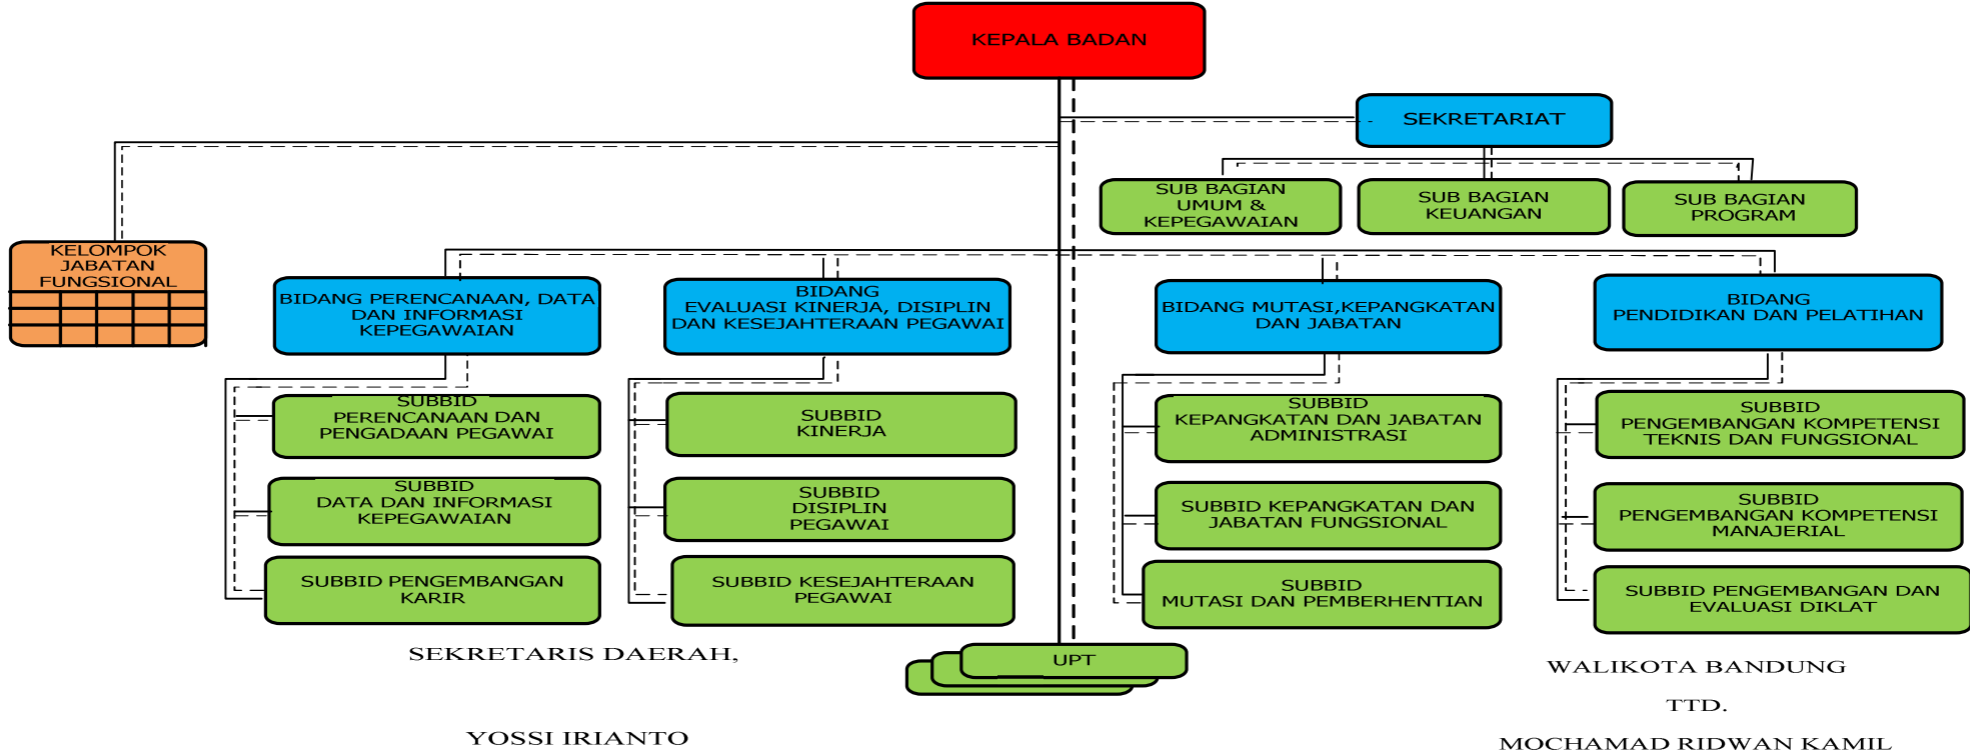 KEPALA BADAN
SEKRETARIAT
SUB BAGIAN
UMUM &
KEPEGAWAIAN
SUB BAGIAN
KEUANGAN
SUB BAGIAN
PROGRAM
KELOMPOK
JABATAN
FUNGSIONAL
BIDANG PERENCANAAN, DATA
DAN INFORMASI
KEPEGAWAIAN
BIDANG
EVALUASI KINERJA, DISIPLIN
DAN KESEJAHTERAAN PEGAWAI
BIDANG MUTASI,KEPANGKATAN
DAN JABATAN
BIDANG
PENDIDIKAN DAN PELATIHAN
SUBBID
PERENCANAAN DAN
PENGADAAN PEGAWAI
SUBBID
KINERJA
SUBBID
KEPANGKATAN DAN JABATAN
ADMINISTRASI
SUBBID
PENGEMBANGAN KOMPETENSI
TEKNIS DAN FUNGSIONAL
SUBBID
DATA DAN INFORMASI
KEPEGAWAIAN
SUBBID
DISIPLIN
PEGAWAI
SUBBID KEPANGKATAN DAN
JABATAN FUNGSIONAL
SUBBID
PENGEMBANGAN KOMPETENSI
MANAJERIAL
SUBBID PENGEMBANGAN
KARIR
SUBBID KESEJAHTERAAN
PEGAWAI
SUBBID
MUTASI DAN PEMBERHENTIAN
SUBBID PENGEMBANGAN DAN
EVALUASI DIKLAT
UPT
SEKRETARIS DAERAH,
YOSSI IRIANTO
WALIKOTA BANDUNG
TTD.
MOCHAMAD RIDWAN KAMIL